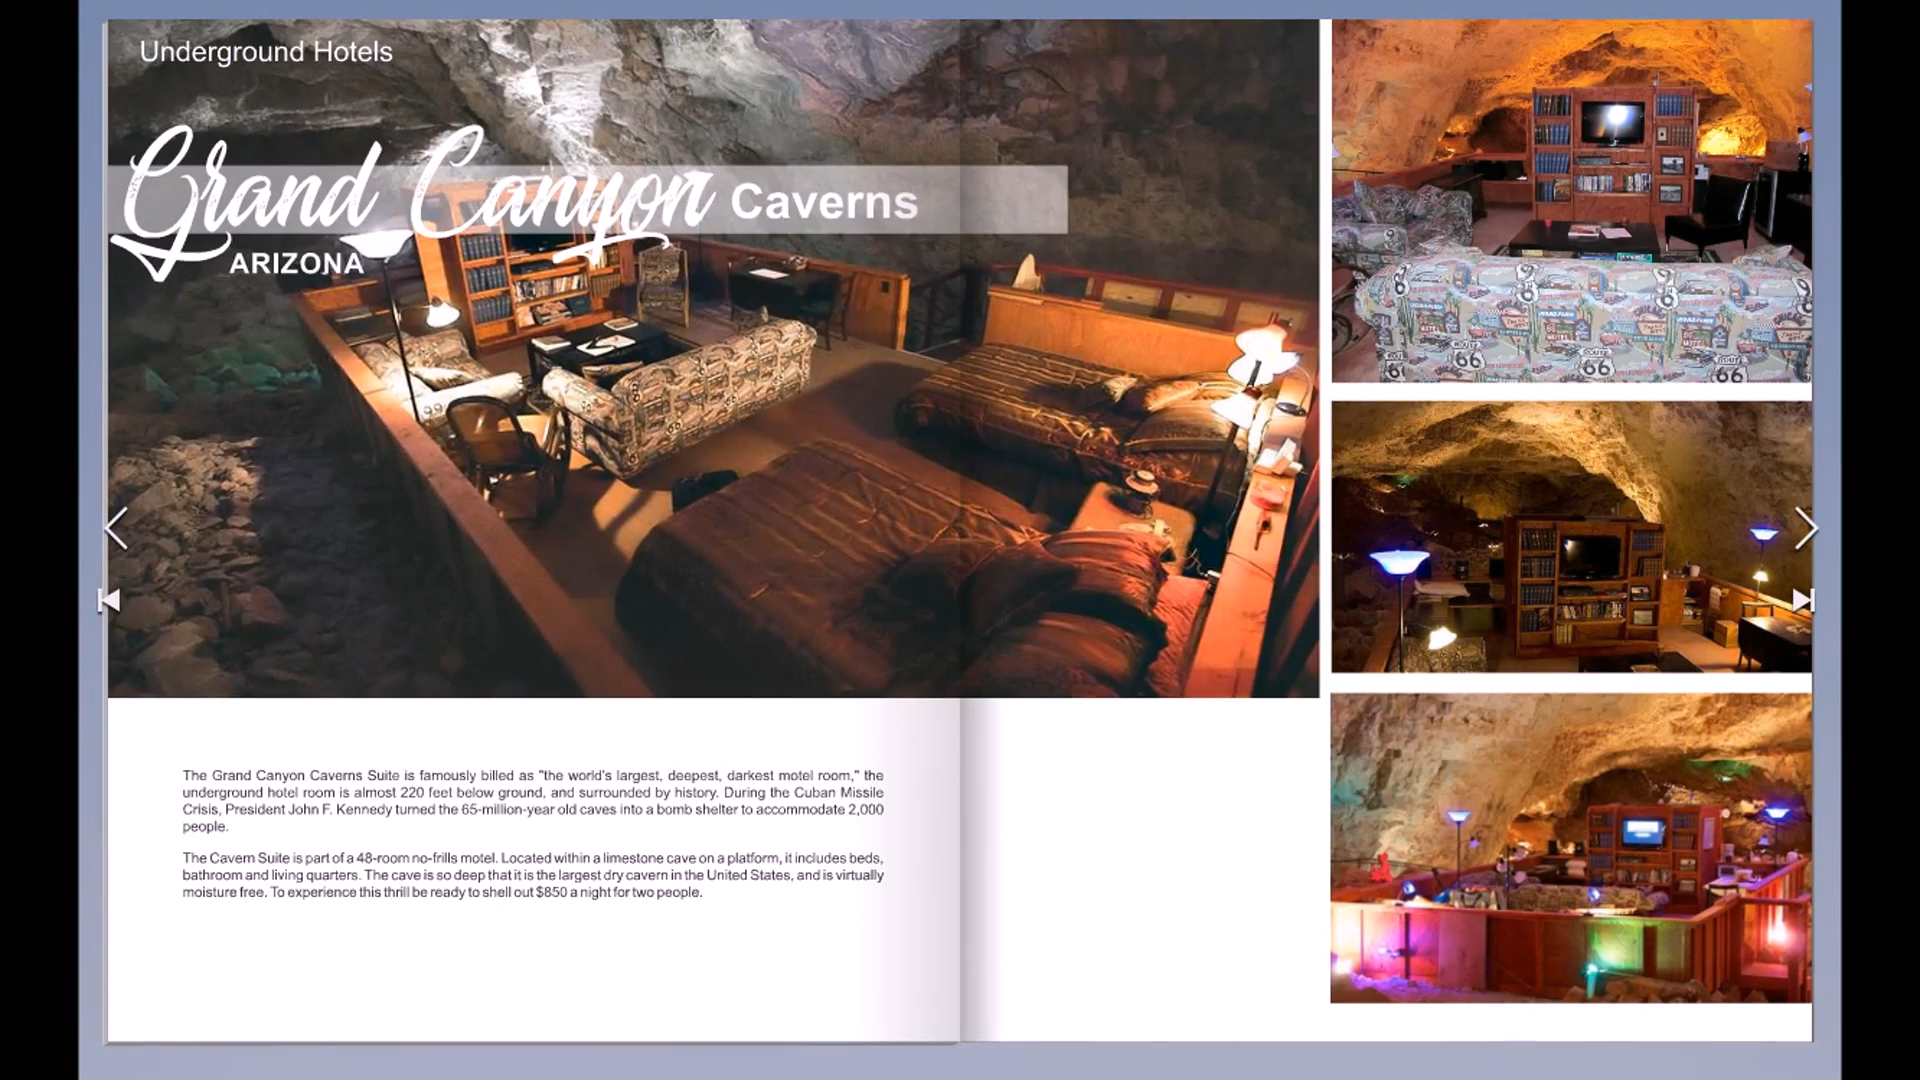 Underground Hotels
Grand Canyon Caverns
ARIZONA
The Grand Canyon Caverns Suite is famously billed as "the world's largest, deepest, darkest motel room," the
underground hotel room is almost 220 feet below ground, and surrounded by history. During the Cuban Missile
Crisis, President John F. Kennedy turned the 65-million-year old caves into a bomb shelter to accommodate 2,000
people.
The Cavern Suite is part of a 48-room no-frills motel. Located within a limestone cave on a platform, it includes beds,
bathroom and living quarters. The cave is so deep that it is the largest dry cavern in the United States, and is virtually
moisture free. To experience this thrill be ready to shell out $850 a night for two people.
ROUTE
66
ROUTE
66
66